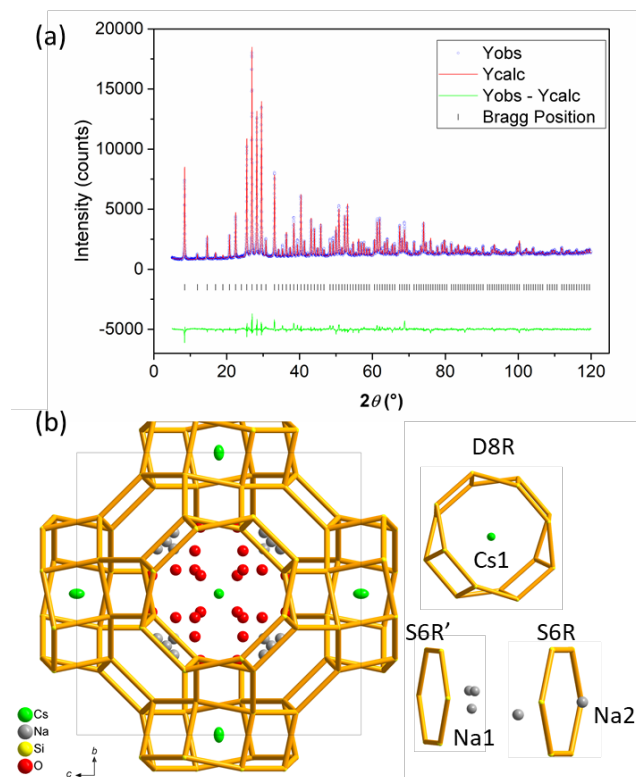 (a)
20000
15000
10000
5000
0
-5000
Intensity (counts)
Yobs
Ycalc
Yobs - Ycalc
Bragg Position
0 20 40 60 80 100 120
2θ (°)
(b)
Cs
Na
Si
O
b
c
D8R
Cs1
S6R’
Na1
S6R
Na2